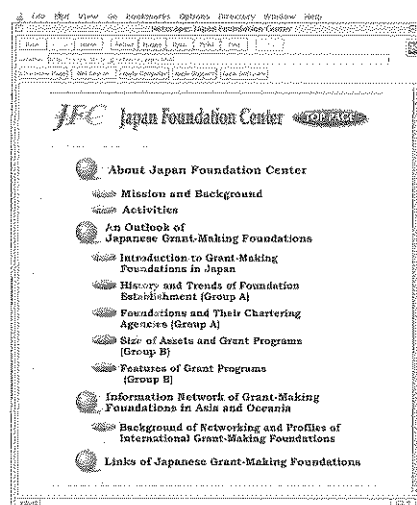 File Edit View Go Bookmarks Options Directory Window Help
Netscape: Japan Foundation Center
JFC Japan Foundation Center TOP PAGE
About Japan Foundation Center
Mission and Background
Activities
An Outlook of
Japanese Grant-Making Foundations
Introduction to Grant-Making
Foundations in Japan
History and Trends of Foundation
Establishment (Group A)
Foundations and Their Chartering
Agencies (Group A)
Size of Assets and Grant Programs
(Group B)
Features of Grant Programs
(Group B)
Information Network of Grant-Making
Foundations in Asia and Oceania
Background of Networking and Profiles of
International Grant-Making Foundations
Links of Japanese Grant-Making Foundations